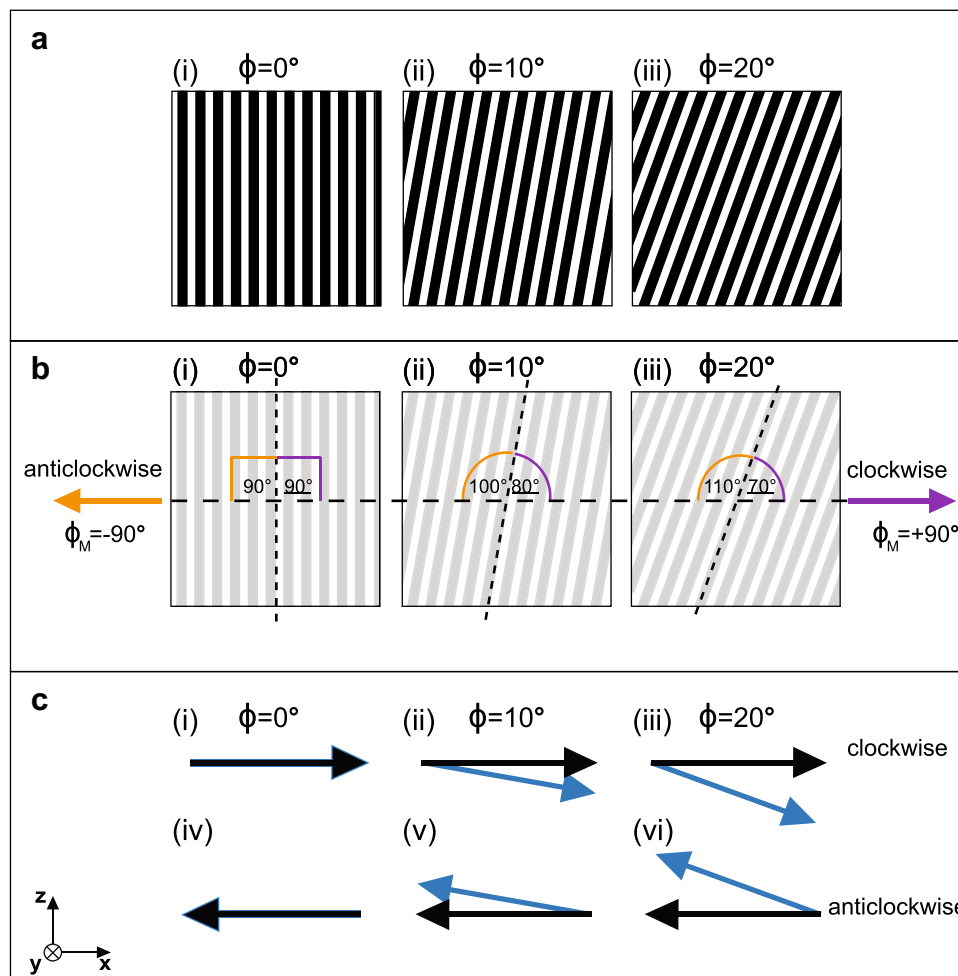 a
(i) ϕ=0° (ii) ϕ=10° (iii) ϕ=20°
b
(i) ϕ=0° (ii) ϕ=10° (iii) ϕ=20°
anticlockwise 90° 90° 100° 80° 110° 70° clockwise
ϕM=-90° ϕM=+90°
c
(i) ϕ=0° (ii) ϕ=10° (iii) ϕ=20°
clockwise
(iv) (v) (vi)
anticlockwise
z
y x